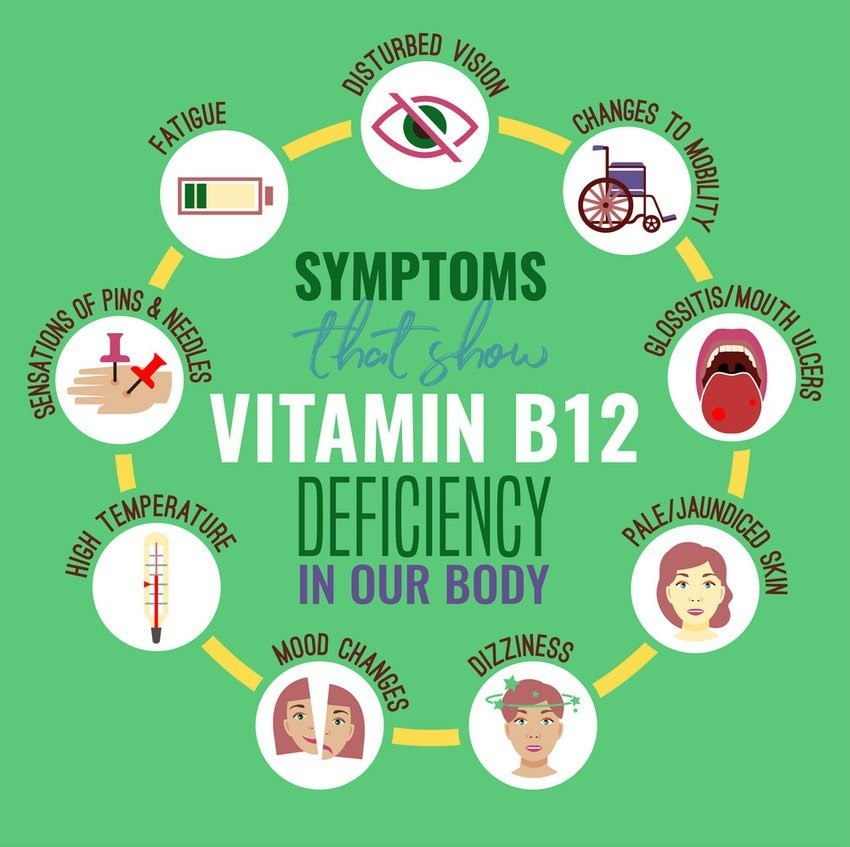 SYMPTOMS
that show
VITAMIN B12
DEFICIENCY
IN OUR BODY
DISTURBED VISION
CHANGES TO MOBILITY
GLOSSITIS/MOUTH ULCERS
PALE/JAUNDICED SKIN
DIZZINESS
MOOD CHANGES
HIGH TEMPERATURE
SENSATIONS OF PINS & NEEDLES
FATIGUE